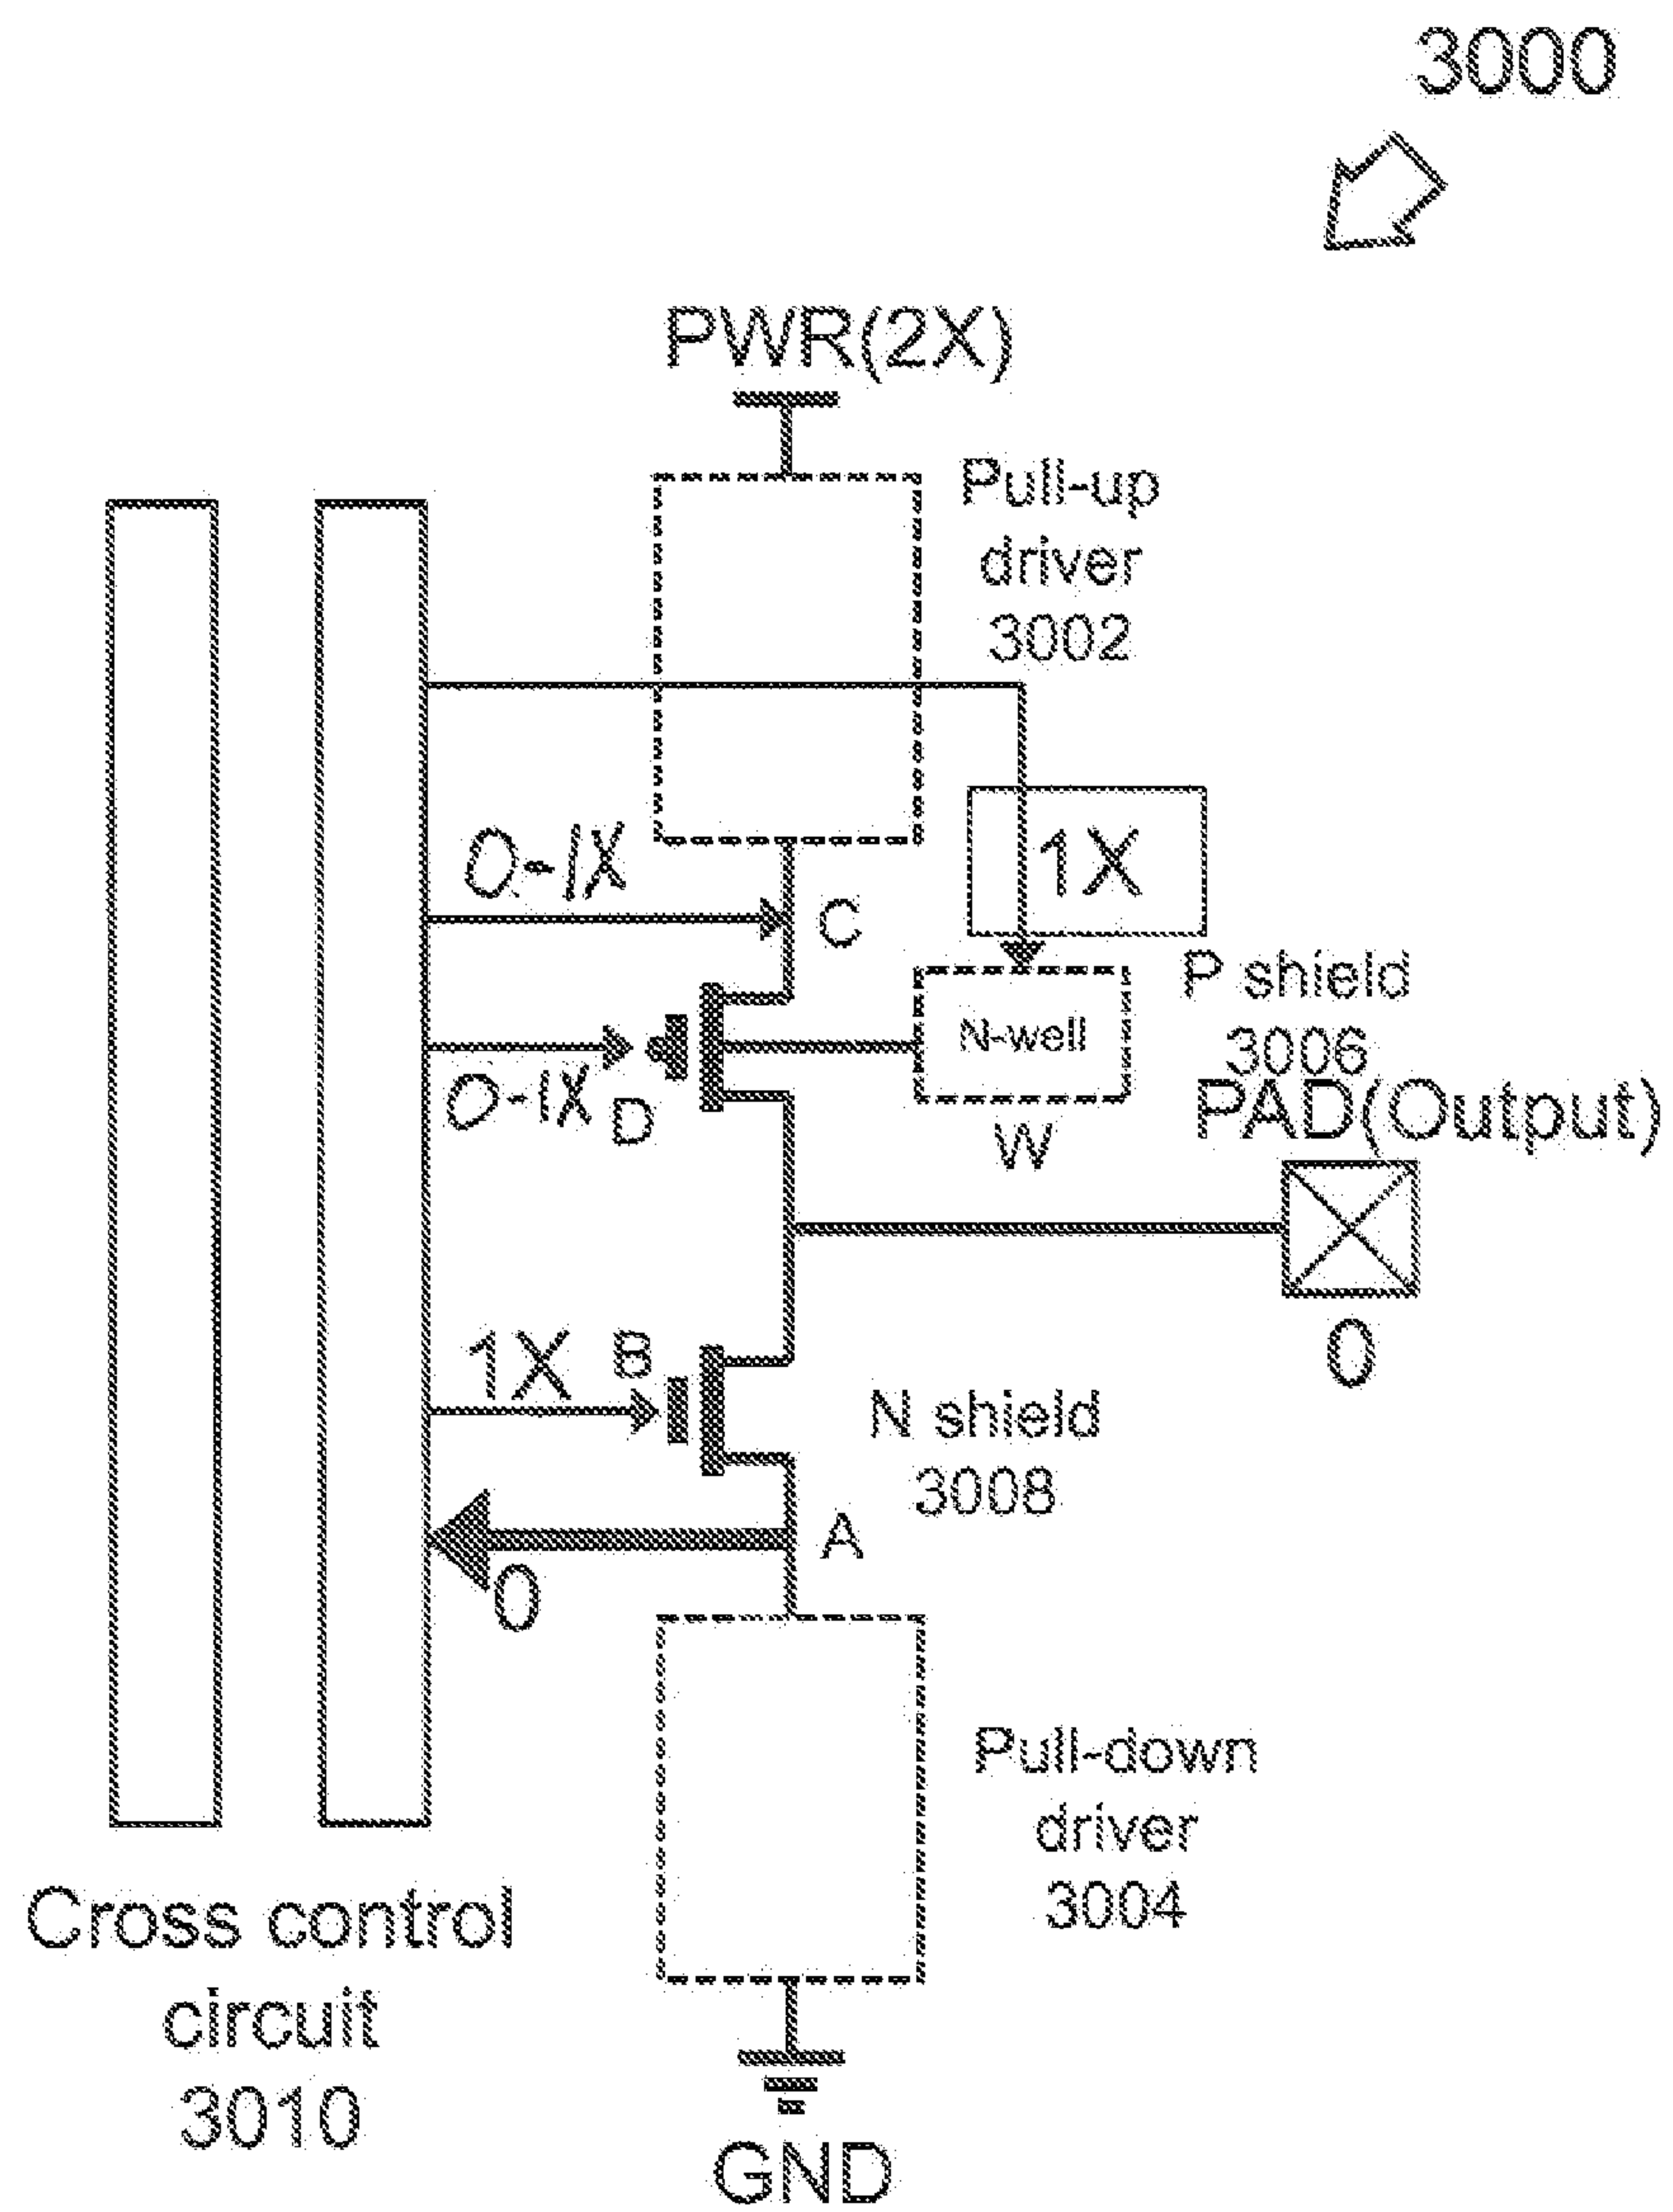 3000
PWR(2X)
Pull-up
driver
3002
0-1X
1X
C
P shield
3006
N-well
0-1X
D
W
PAD(Output)
0
1X
B
N shield
3008
A
0
Pull-down
driver
3004
Cross control
circuit
3010
GND